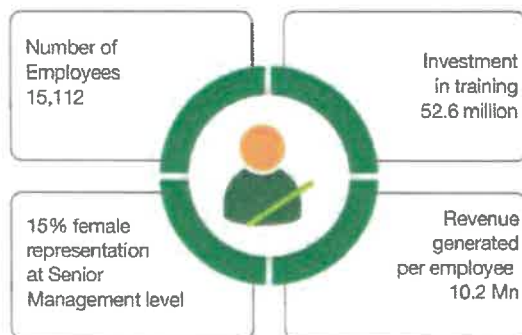 Number of
Employees
15,112
Investment
in training
52.6 million
15% female
representation
at Senior
Management level
Revenue
generated
per employee
10.2 Mn